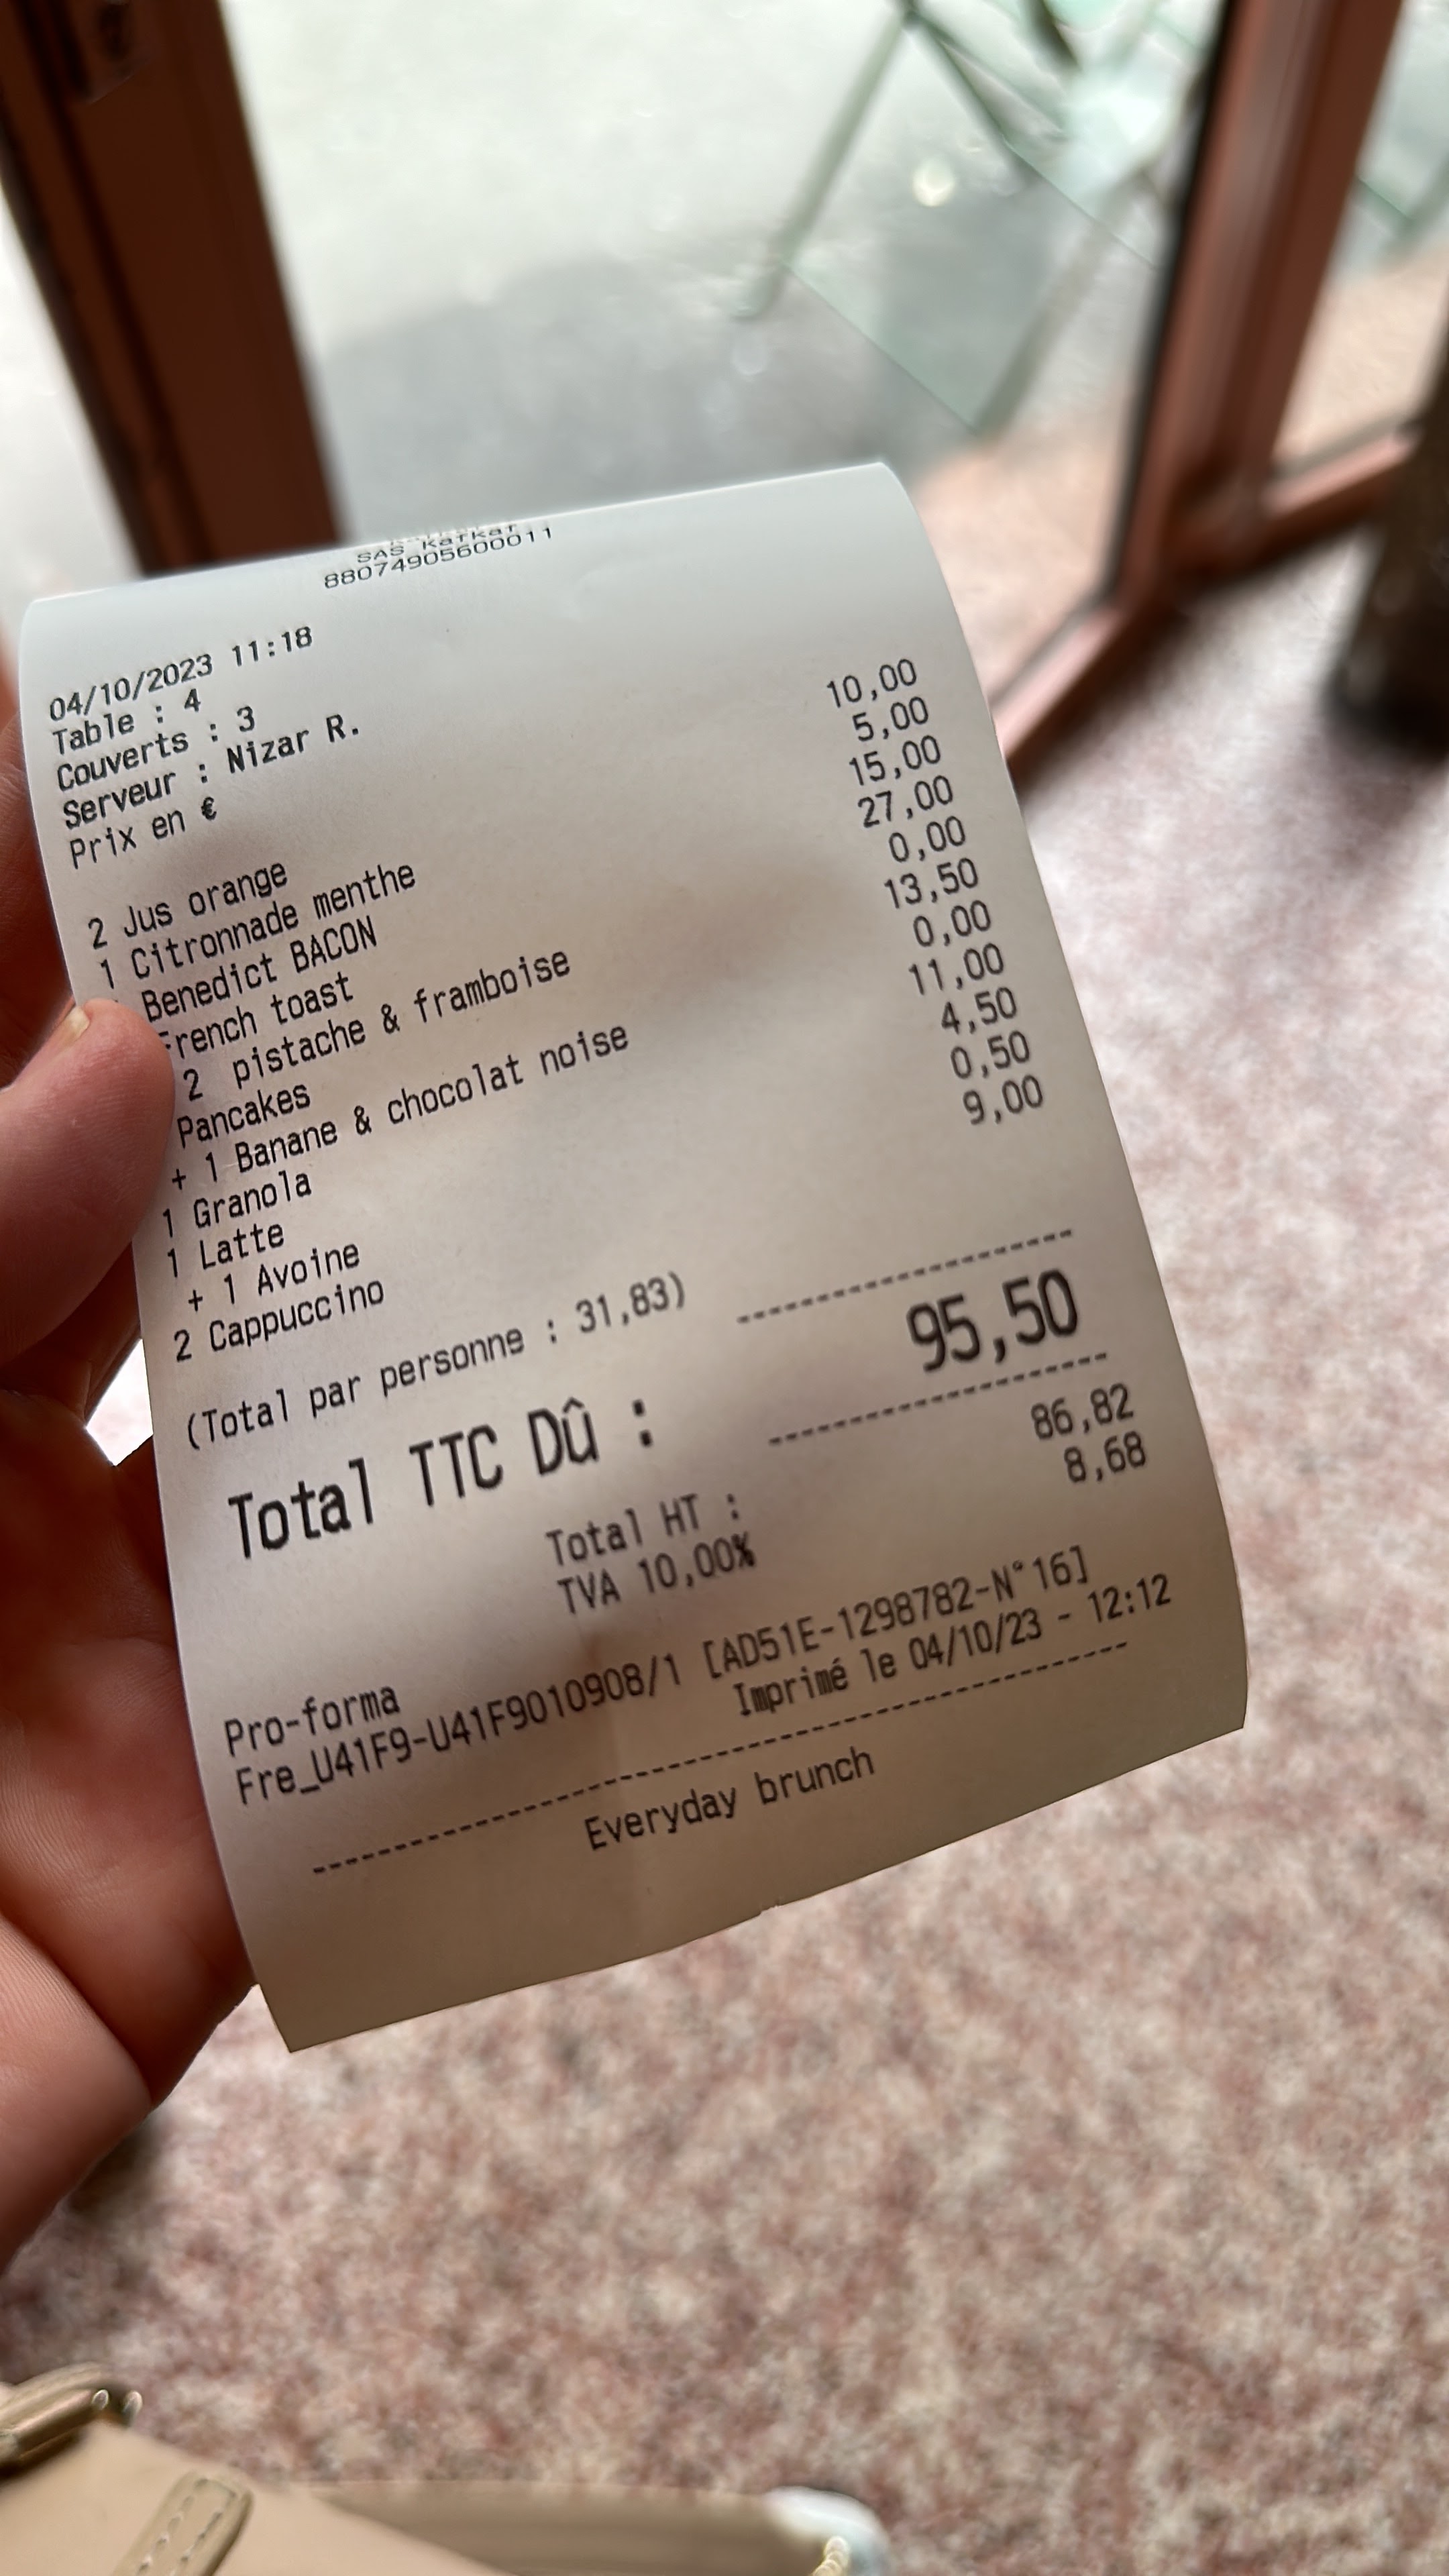 SAS Kafkaf
88074905600011
04/10/2023 11:18
Table : 4
Couverts : 3
Serveur : Nizar R.
Prix en €
2 Jus orange 10,00
1 Citronnade menthe 5,00
Benedict BACON 15,00
French toast 27,00
2 pistache & framboise 0,00
Pancakes 13,50
+ 1 Banane & chocolat noise 0,00
1 Granola 11,00
1 Latte 4,50
+ 1 Avoine 0,50
2 Cappuccino 9,00
(Total par personne : 31,83)
Total TTC Dû : 95,50
Total HT : 86,82
TVA 10,00% 8,68
Pro-forma
Fre_U41F9-U41F9010908/1 [AD51E-1298782-N°16]
Imprimé le 04/10/23 - 12:12
Everyday brunch